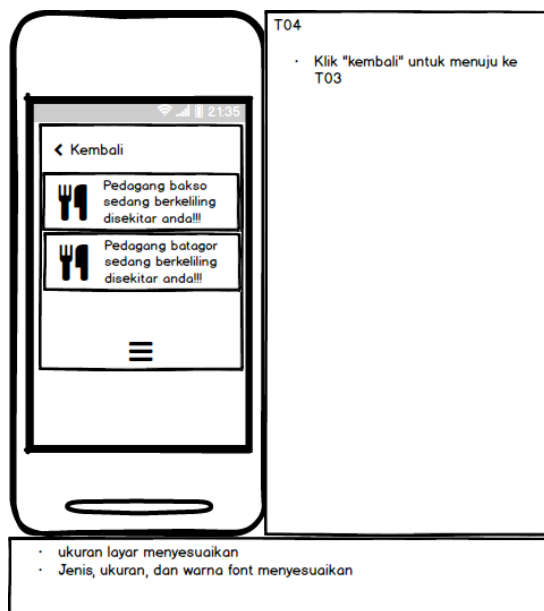 T04
· Klik "kembali" untuk menuju ke
T03
21:35
Kembali
Pedagang bakso
sedang berkeliling
disekitar anda!!!
Pedagang batagor
sedang berkeliling
disekitar anda!!!
· ukuran layar menyesuaikan
· Jenis, ukuran, dan warna font menyesuaikan